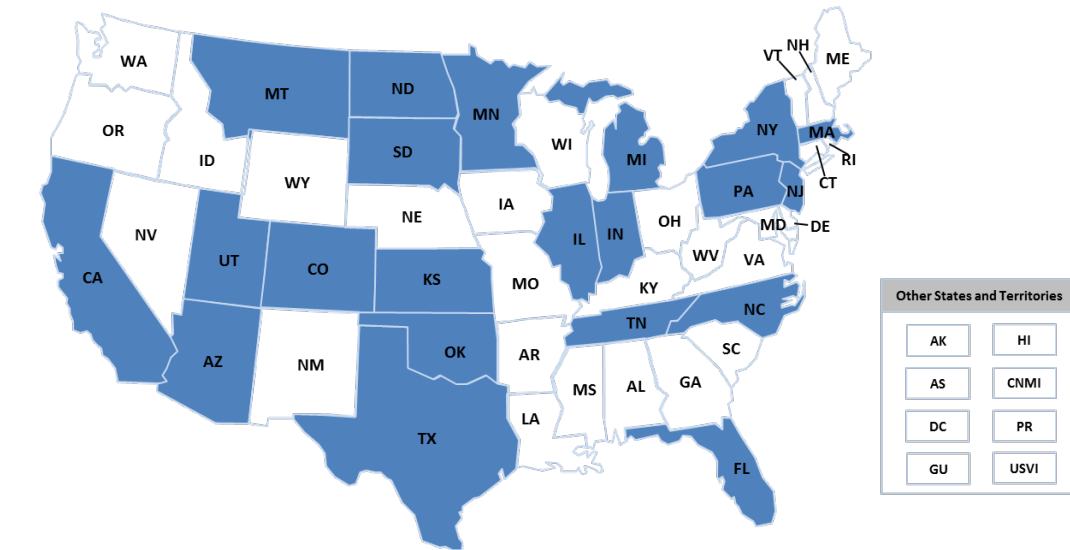 WA
MT
ND
MN
VT
NH
ME
OR
ID
SD
WI
MI
NY
MA
RI
WY
IA
PA
NJ
CT
NE
OH
MD
DE
NV
UT
CO
KS
IL
IN
WV
VA
CA
MO
KY
NC
TN
AZ
NM
OK
AR
SC
TX
MS
AL
GA
LA
FL
Other States and Territories
AK
HI
AS
CNMI
DC
PR
GU
USVI